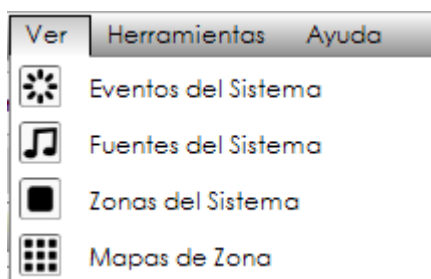 Ver Herramientas Ayuda
Eventos del Sistema
Fuentes del Sistema
Zonas del Sistema
Mapas de Zona